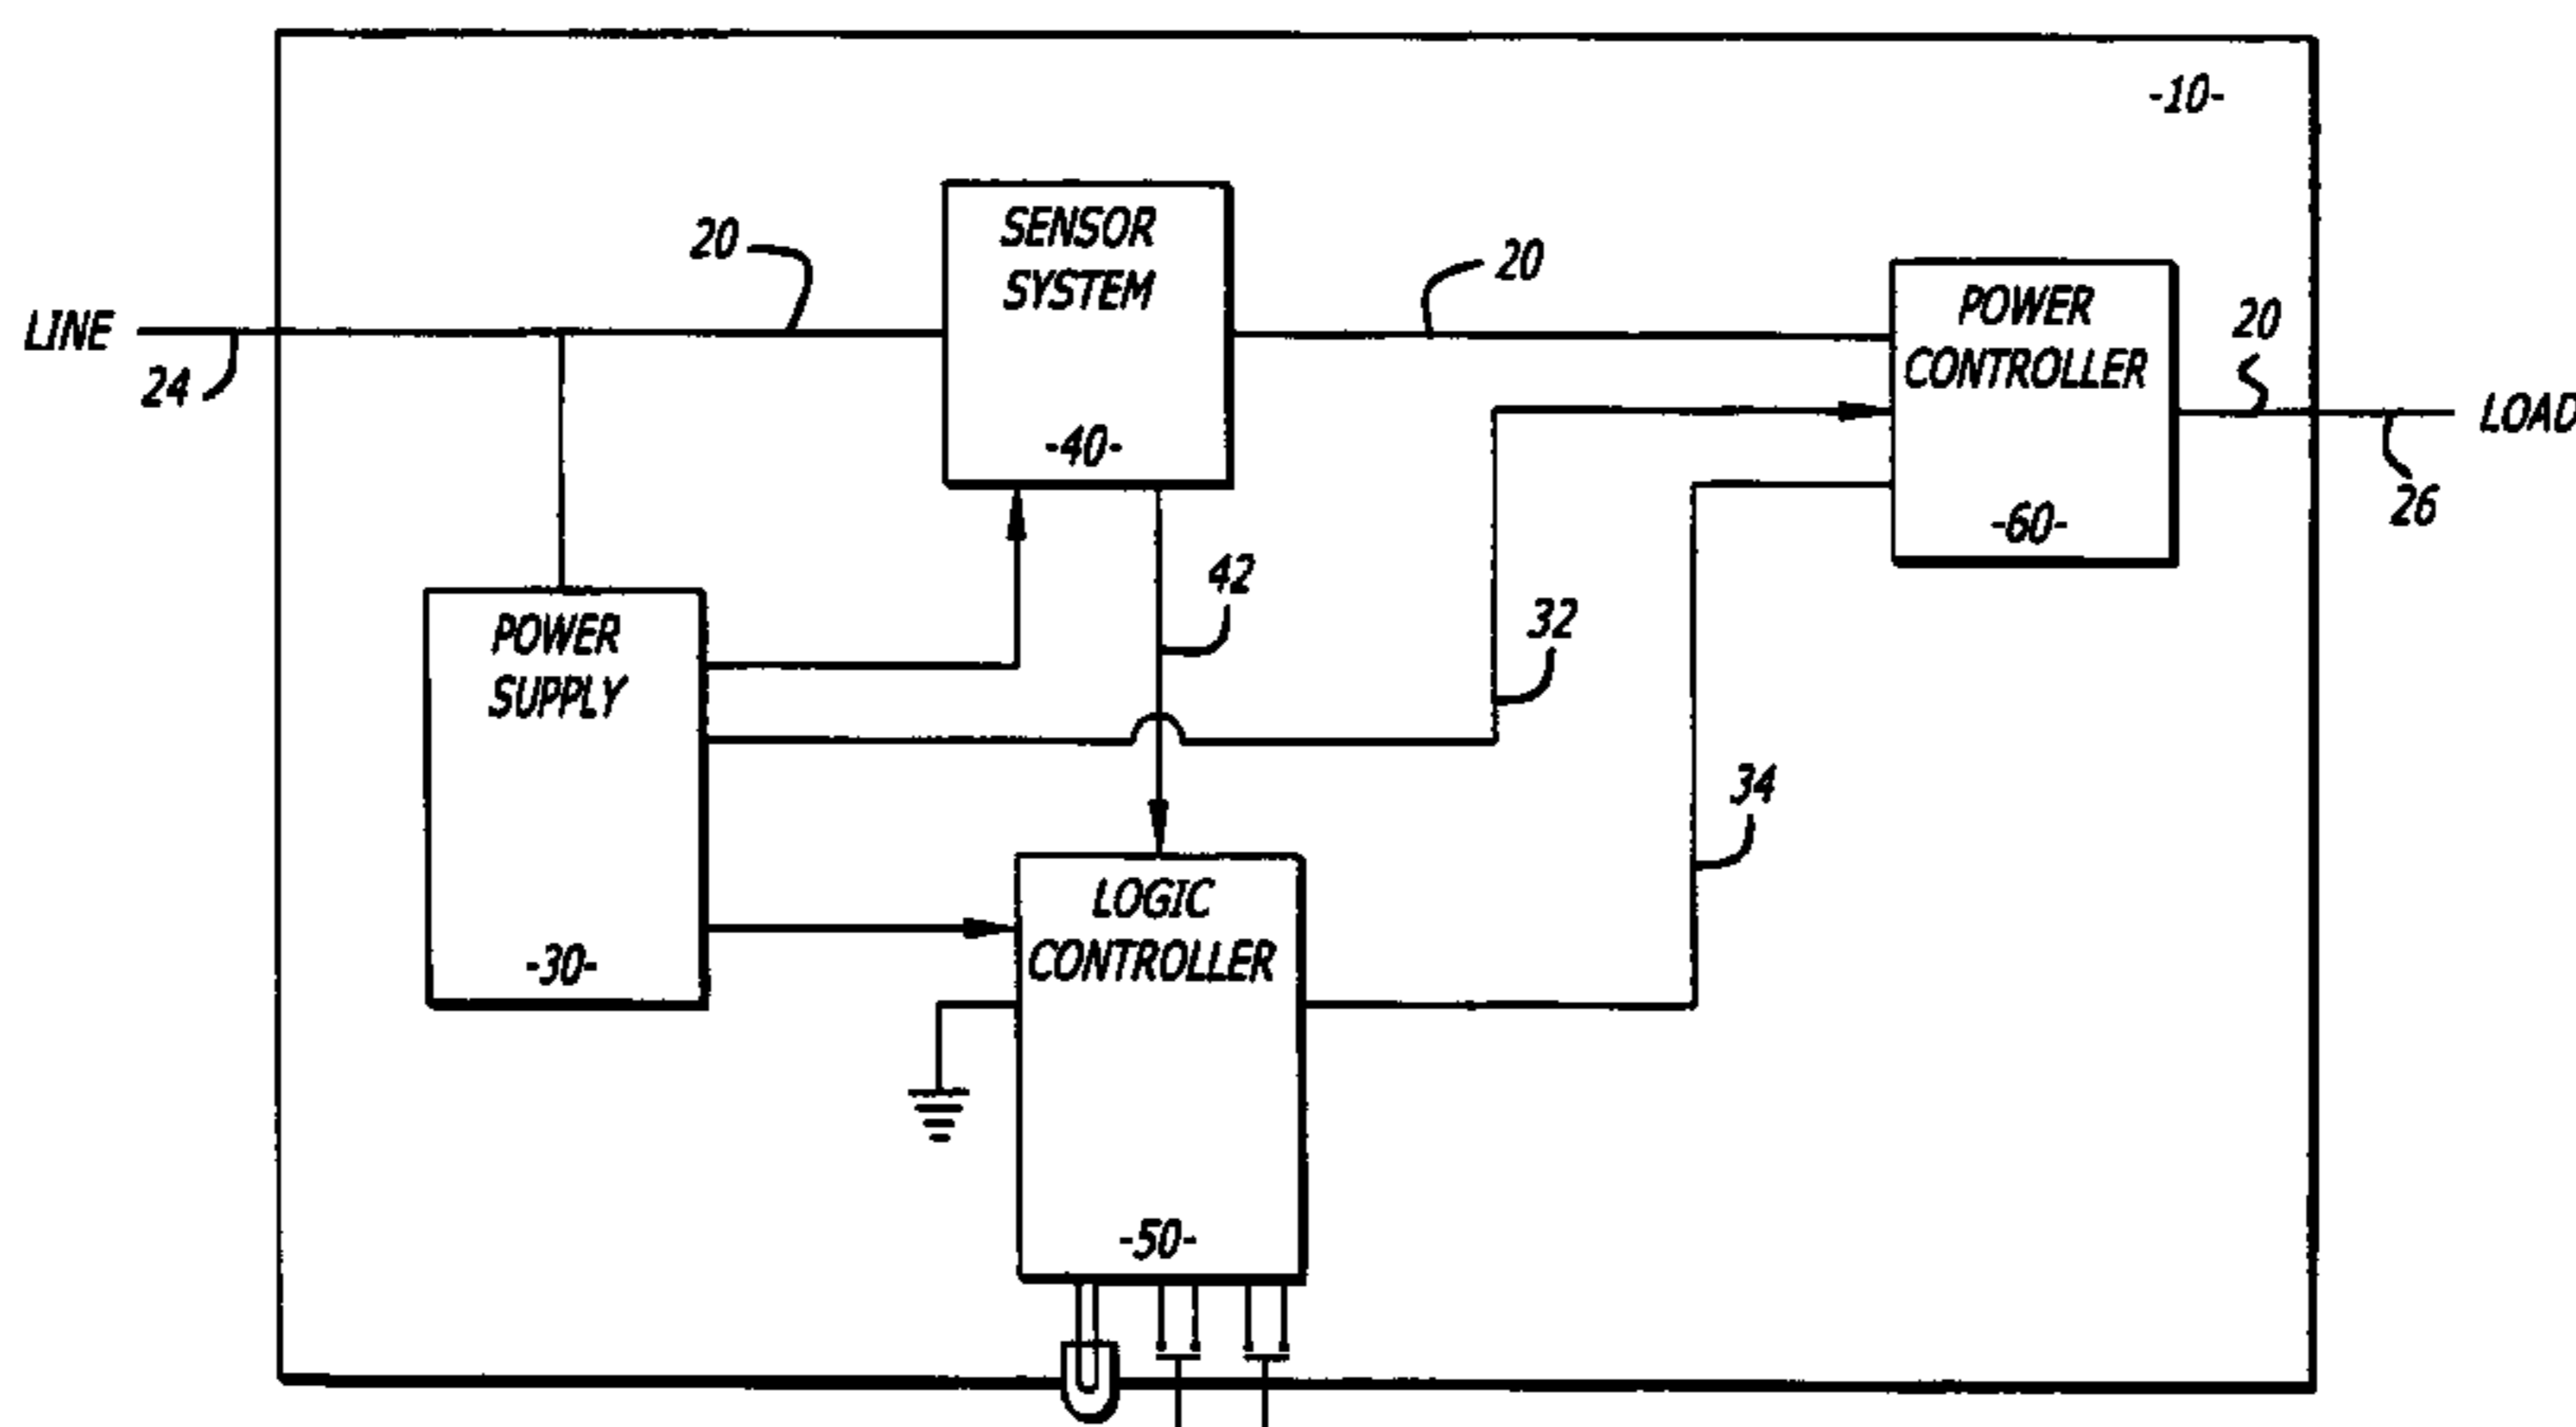 -10-
SENSOR
SYSTEM
-40-
20
20
POWER
CONTROLLER
-60-
20
LINE
24
LOAD
26
42
32
POWER
SUPPLY
-30-
34
LOGIC
CONTROLLER
-50-